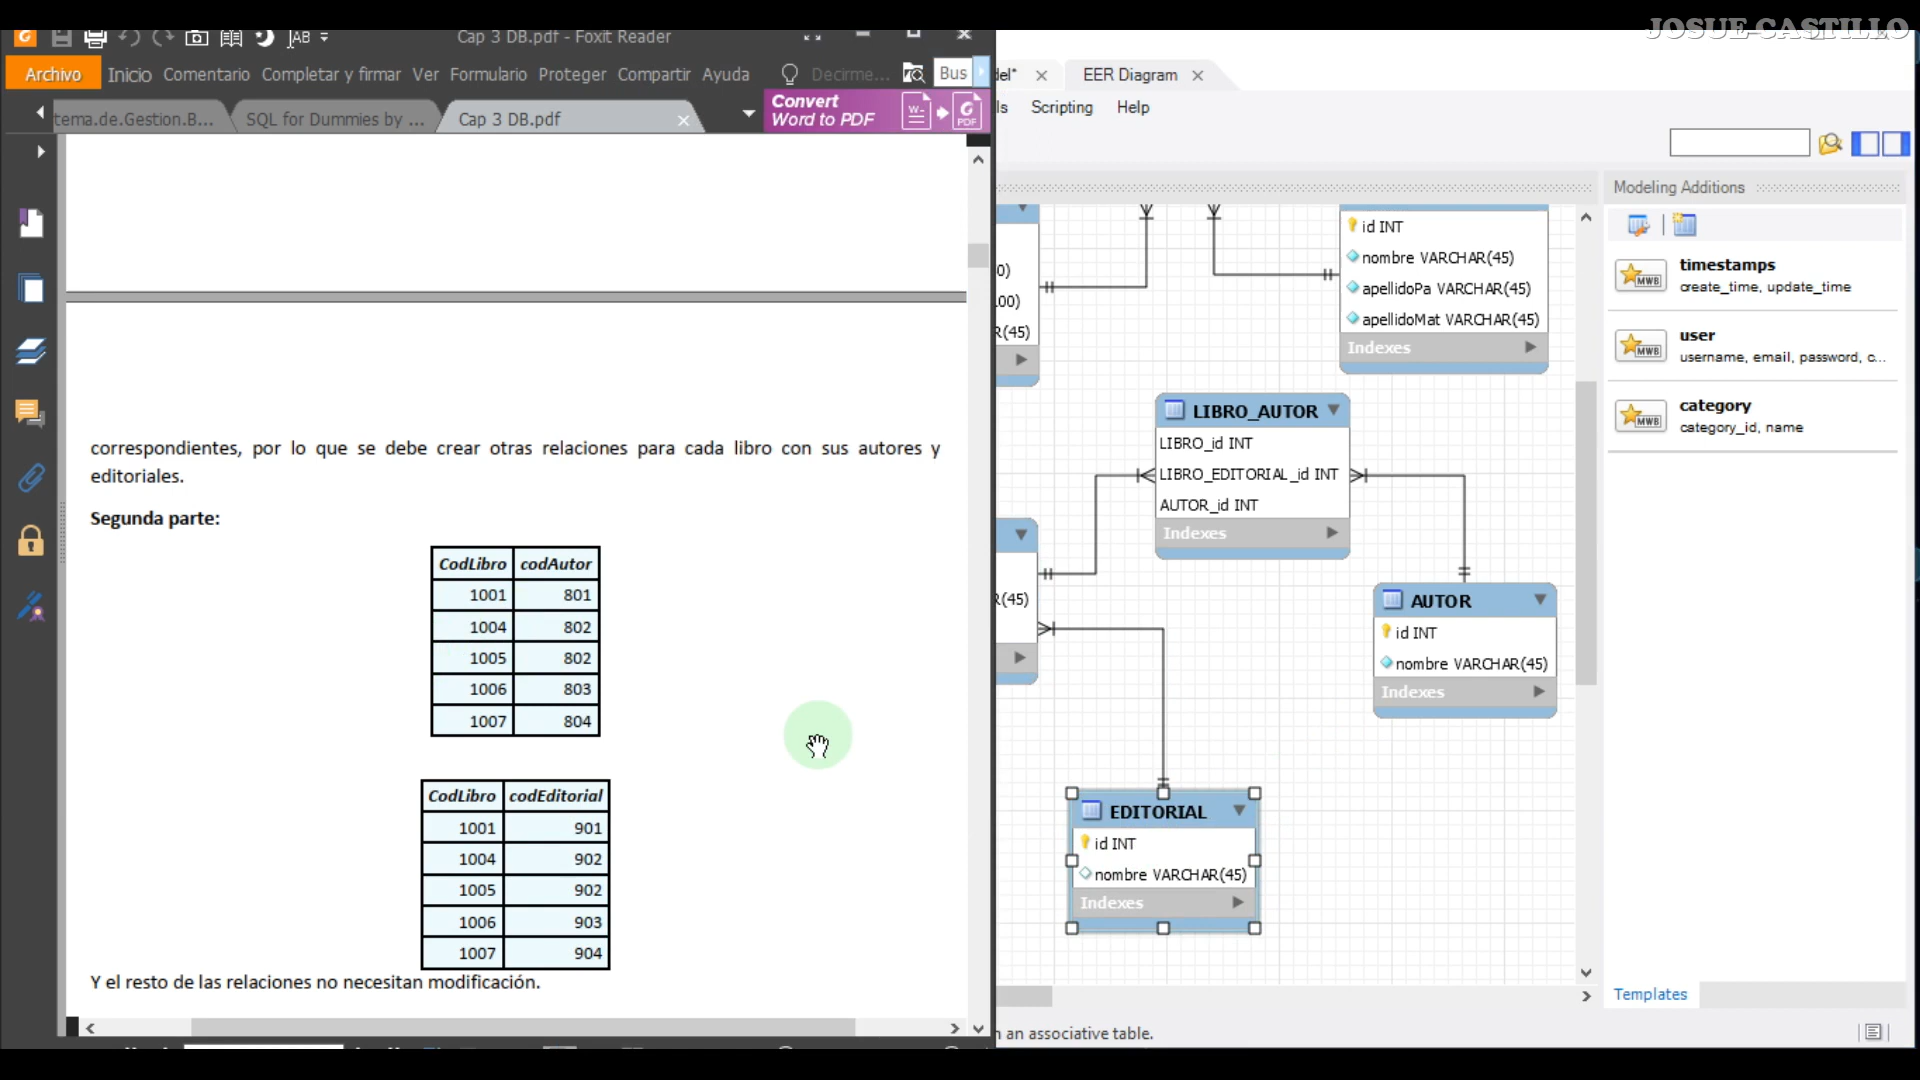 JOSUE CASTILLO
Cap 3 DB.pdf - Foxit Reader
Archivo Inicio Comentario Completar y firmar Ver Formulario Proteger Compartir Ayuda Decirme... Bus
tema.de.Gestion.B... SQL for Dummies by ... Cap 3 DB.pdf
Convert
Word to PDF
correspondientes, por lo que se debe crear otras relaciones para cada libro con sus autores y
editoriales.
Segunda parte:
CodLibro codAutor
1001 801
1004 802
1005 802
1006 803
1007 804
CodLibro codEditorial
1001 901
1004 902
1005 902
1006 903
1007 904
Y el resto de las relaciones no necesitan modificación.
del* EER Diagram
ls Scripting Help
0)
00)
R(45)
id INT
nombre VARCHAR(45)
apellidoPa VARCHAR(45)
apellidoMat VARCHAR(45)
Indexes
LIBRO_AUTOR
LIBRO_id INT
LIBRO_EDITORIAL_id INT
AUTOR_id INT
Indexes
R(45)
AUTOR
id INT
nombre VARCHAR(45)
Indexes
EDITORIAL
id INT
nombre VARCHAR(45)
Indexes
n an associative table.
Modeling Additions
timestamps
create_time, update_time
user
username, email, password, c...
category
category_id, name
Templates